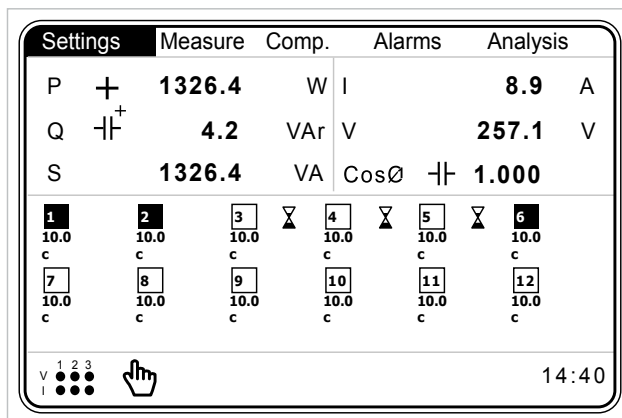 Settings Measure Comp. Alarms Analysis
P 1326.4 W I 8.9 A
Q + 4.2 VAr V 257.1 V
S 1326.4 VA CosØ 1.000
1 2 3 4 5 6
10.0 10.0 10.0 10.0 10.0 10.0
c c c c c c
7 8 9 10 11 12
10.0 10.0 10.0 10.0 10.0 10.0
c c c c c c
1 2 3
V
I
14:40